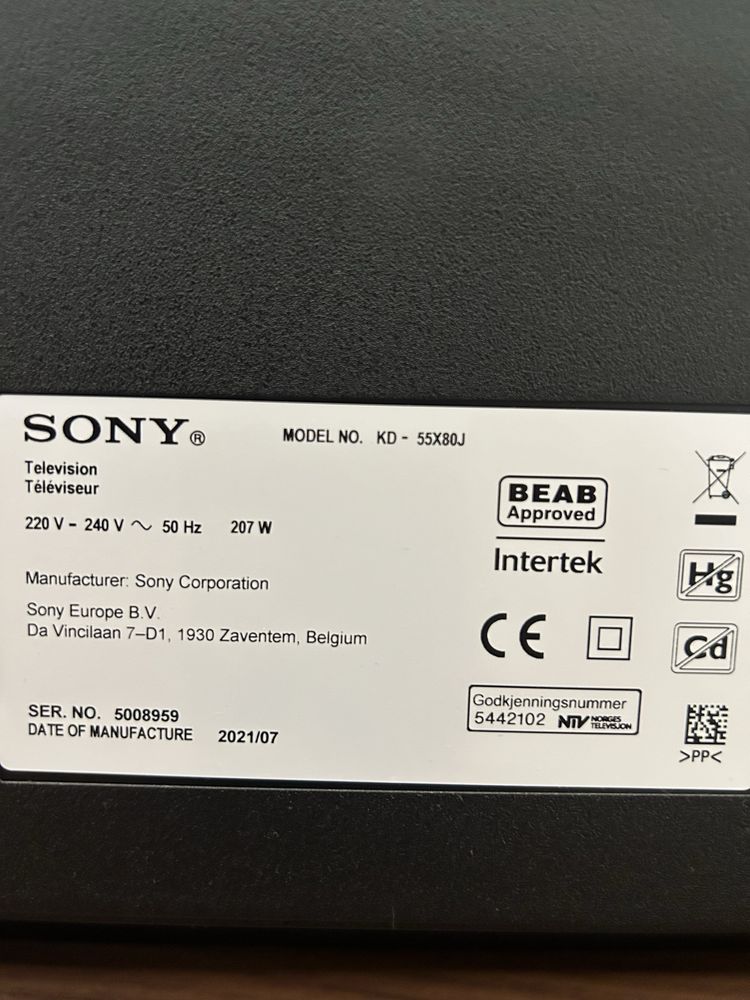 SONY®
MODEL NO. KD - 55X80J
Television
Téléviseur
220 V - 240 V ~ 50 Hz 207 W
Manufacturer: Sony Corporation
Sony Europe B.V.
Da Vincilaan 7–D1, 1930 Zaventem, Belgium
SER. NO. 5008959
DATE OF MANUFACTURE 2021/07
BEAB
Approved
Intertek
CE
Godkjenningsnummer
5442102 NTV NORGES
TELEVISJON
Hg
Cd
>PP<